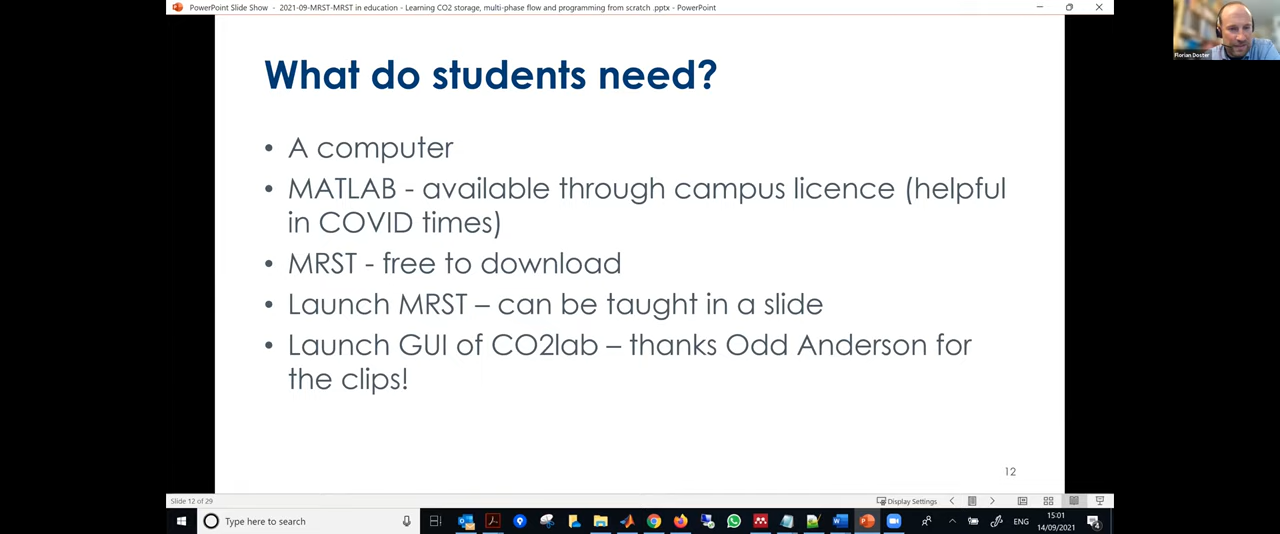 PowerPoint Slide Show - 2021-09-MRST-MRST in education - Learning CO2 storage, multi-phase flow and programming from scratch .pptx - PowerPoint
Florian Doster
What do students need?
• A computer
• MATLAB - available through campus licence (helpful
in COVID times)
• MRST - free to download
• Launch MRST – can be taught in a slide
• Launch GUI of CO2lab – thanks Odd Anderson for
the clips!
12
Slide 12 of 29
Display Settings
Type here to search
ENG
15:01
14/09/2021
4